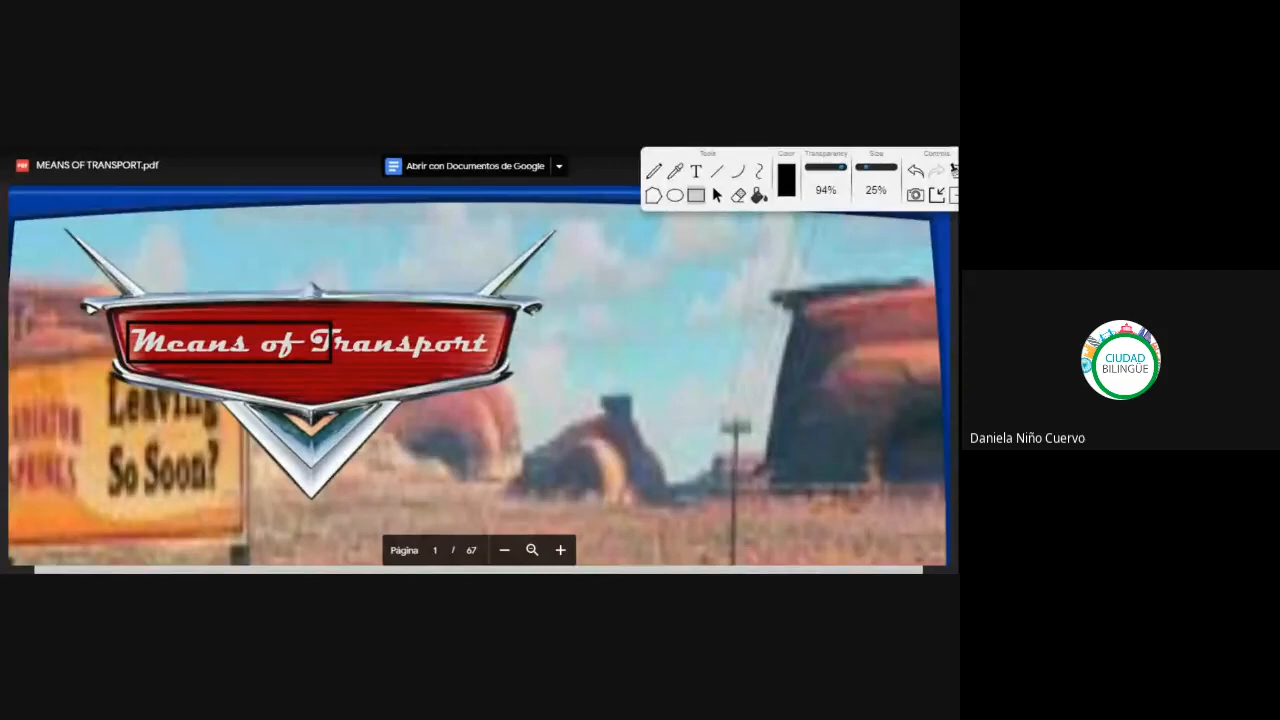 MEANS OF TRANSPORT.pdf
Abrir con Documentos de Google
Tools
Color
Transparency
Size
Controls
94%
25%
Means of Transport
Leaving
So Soon?
SPRINGS
CIUDAD
BILINGÜE
Daniela Niño Cuervo
Página 1 / 67